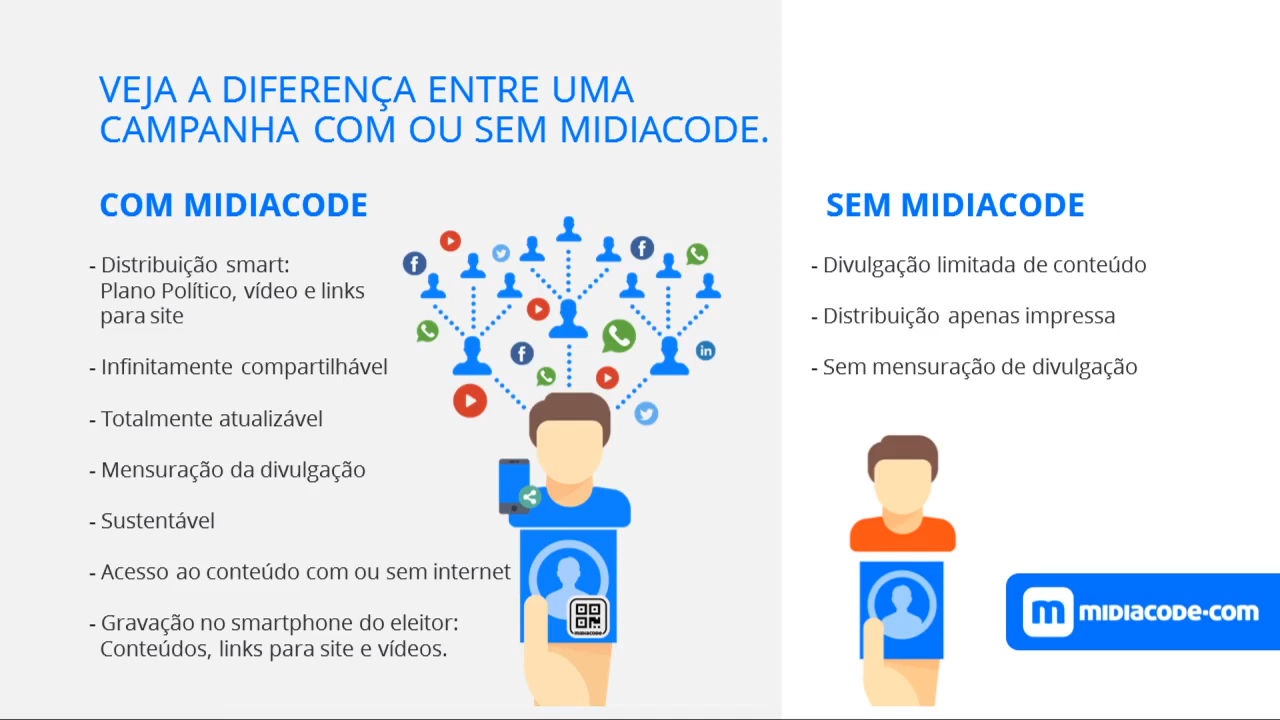 VEJA A DIFERENÇA ENTRE UMA
CAMPANHA COM OU SEM MIDIACODE.
COM MIDIACODE
- Distribuição smart:
Plano Político, vídeo e links
para site
- Infinitamente compartilhável
- Totalmente atualizável
- Mensuração da divulgação
- Sustentável
- Acesso ao conteúdo com ou sem internet
- Gravação no smartphone do eleitor:
Conteúdos, links para site e vídeos.
in
midiacode
SEM MIDIACODE
- Divulgação limitada de conteúdo
- Distribuição apenas impressa
- Sem mensuração de divulgação
m midiacode.com